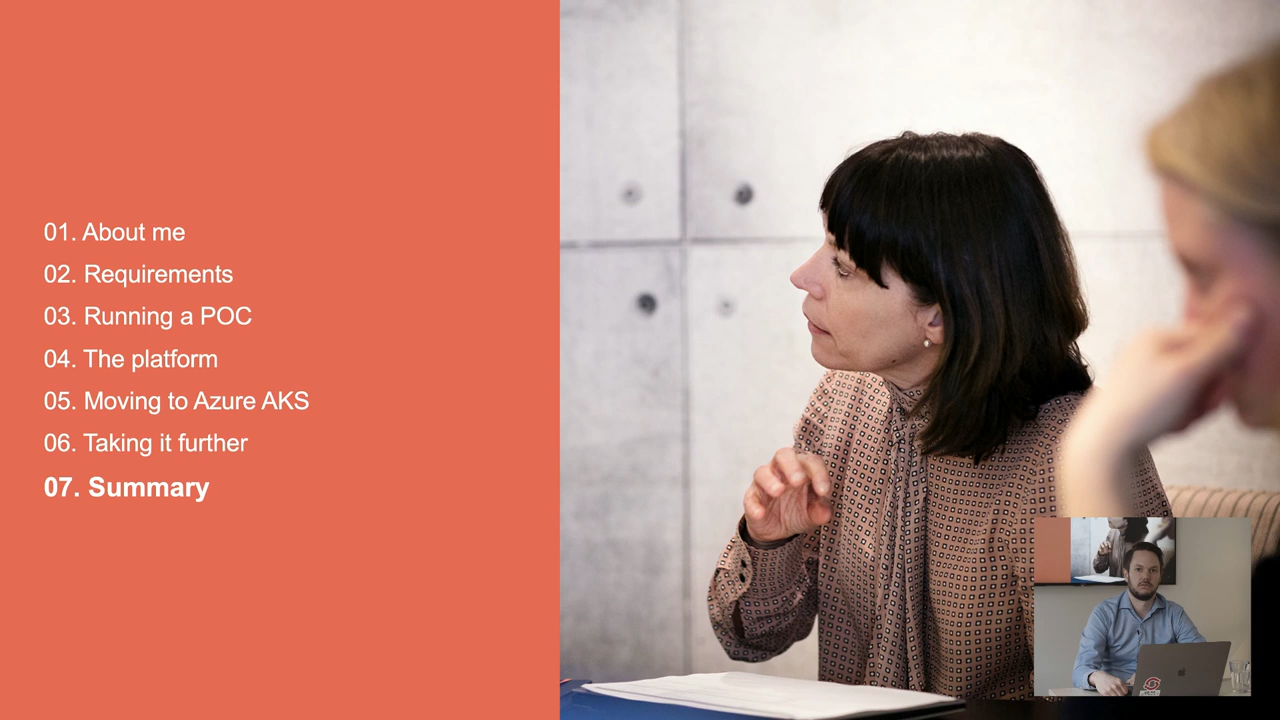 01. About me
02. Requirements
03. Running a POC
04. The platform
05. Moving to Azure AKS
06. Taking it further
07. Summary